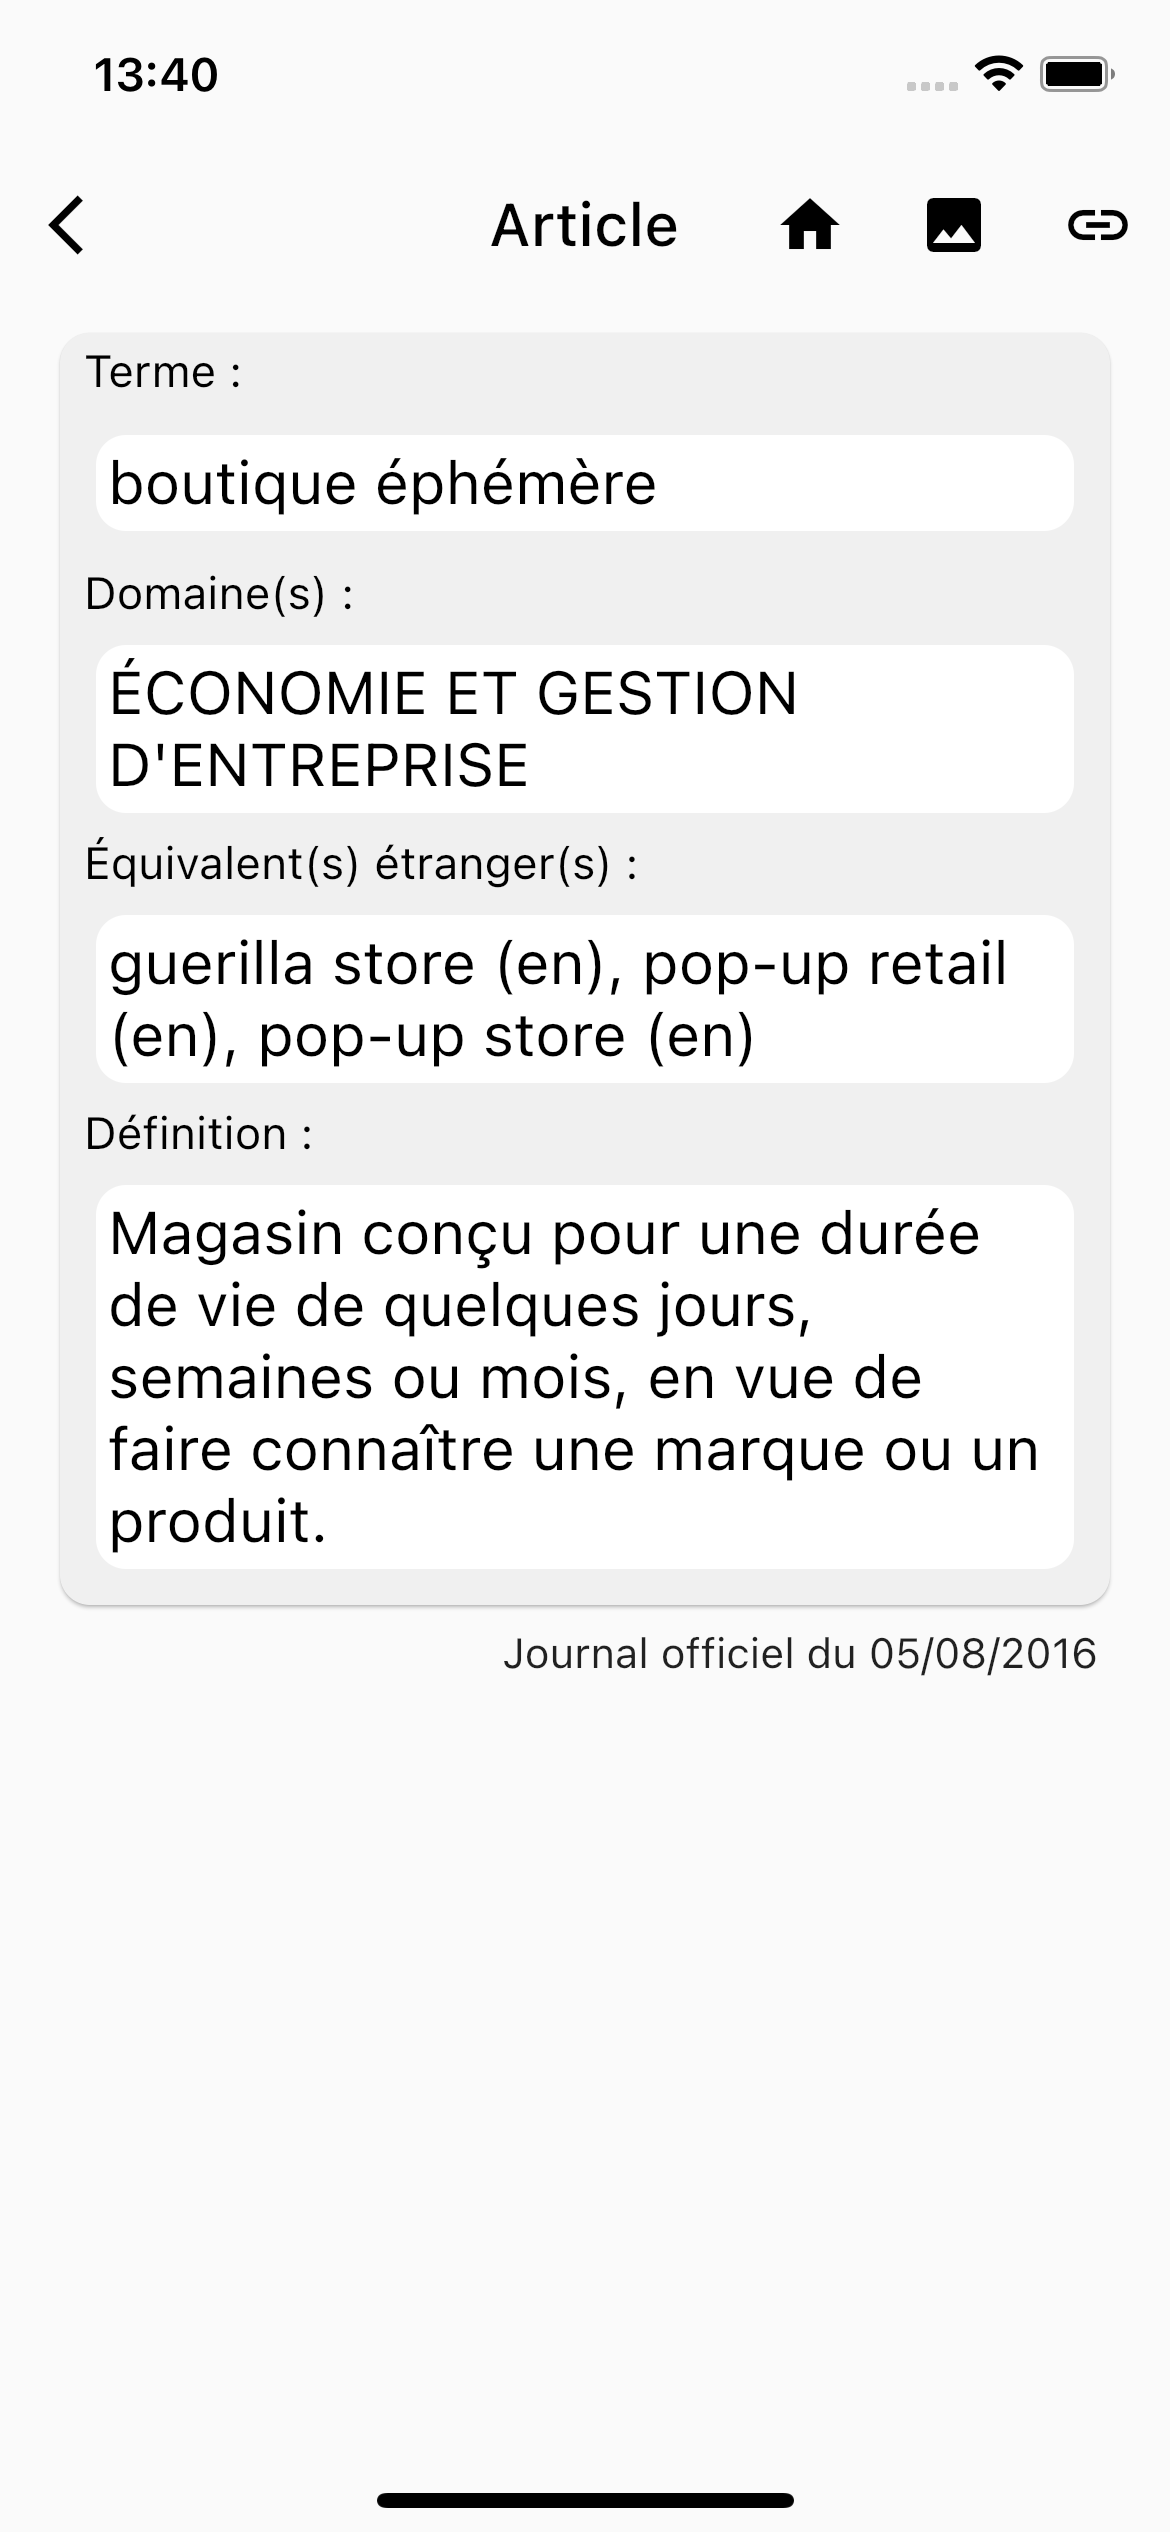 13:40
Article
Terme :
boutique éphémère
Domaine(s) :
ÉCONOMIE ET GESTION
D'ENTREPRISE
Équivalent(s) étranger(s) :
guerilla store (en), pop-up retail
(en), pop-up store (en)
Définition :
Magasin conçu pour une durée
de vie de quelques jours,
semaines ou mois, en vue de
faire connaître une marque ou un
produit.
Journal officiel du 05/08/2016